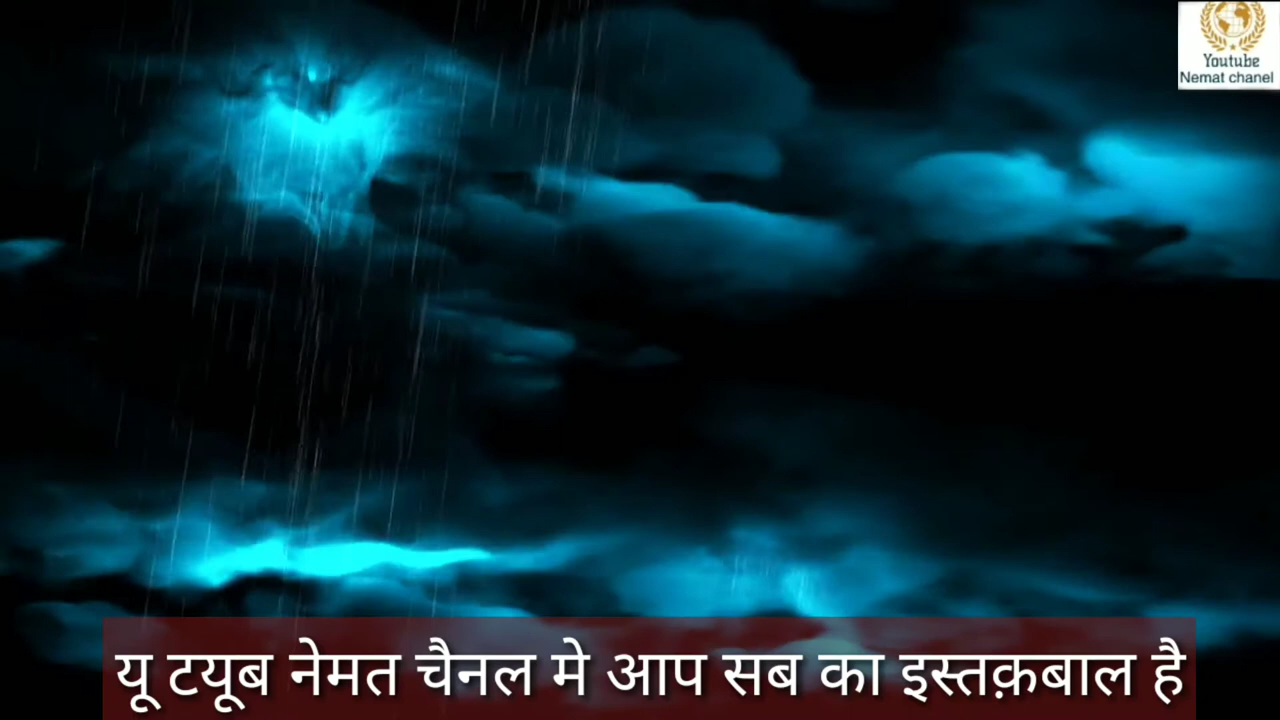 Youtube
Nemat chanel
यू टयूब नेमत चैनल मे आप सब का इस्तक़बाल है